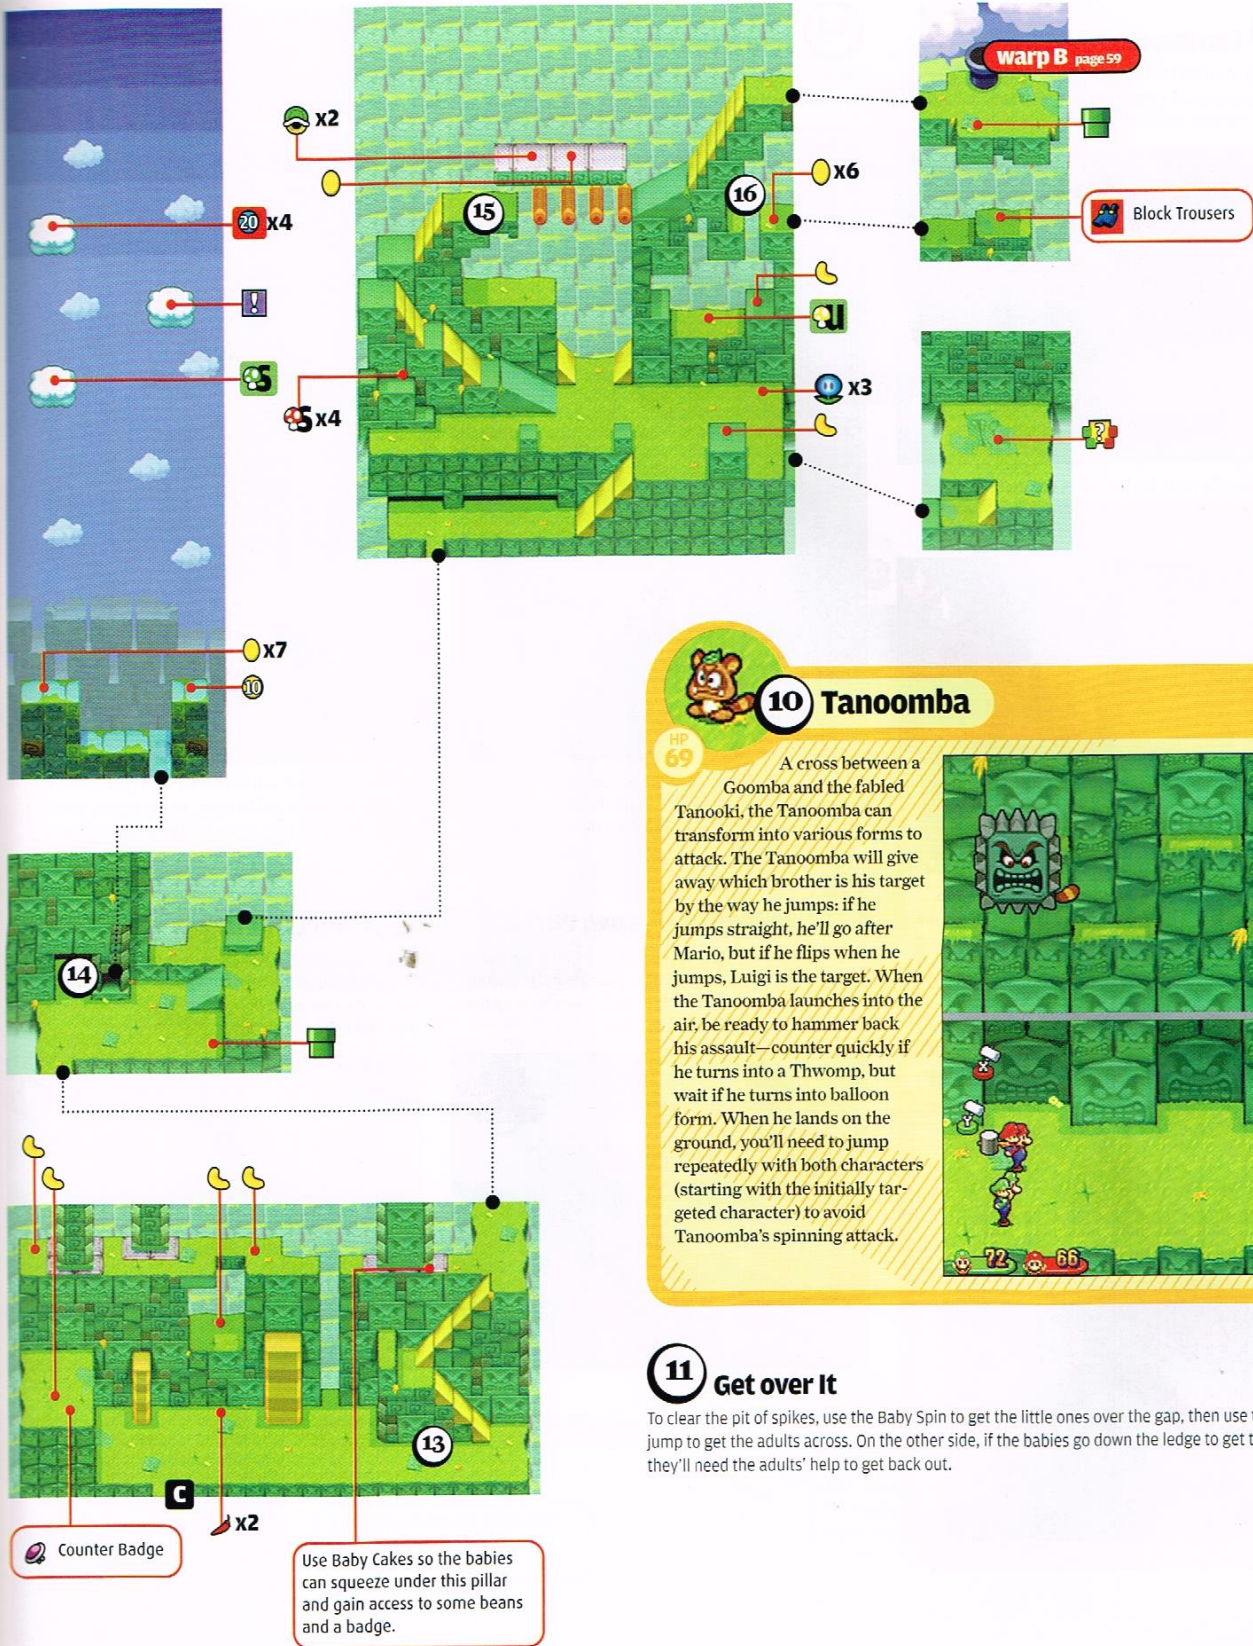 warp B page 59
x2
15
16
x6
20 x4
Block Trousers
!
U
S
S x4
x3
?
x7
10
10 Tanoomba
HP
69
A cross between a
Goomba and the fabled
Tanooki, the Tanoomba can
transform into various forms to
attack. The Tanoomba will give
away which brother is his target
by the way he jumps: if he
jumps straight, he'll go after
Mario, but if he flips when he
jumps, Luigi is the target. When
the Tanoomba launches into the
air, be ready to hammer back
his assault—counter quickly if
he turns into a Thwomp, but
wait if he turns into balloon
form. When he lands on the
ground, you'll need to jump
repeatedly with both characters
(starting with the initially tar-
geted character) to avoid
Tanoomba's spinning attack.
72 66
14
13
C
x2
Counter Badge
Use Baby Cakes so the babies
can squeeze under this pillar
and gain access to some beans
and a badge.
11 Get over It
To clear the pit of spikes, use the Baby Spin to get the little ones over the gap, then use
jump to get the adults across. On the other side, if the babies go down the ledge to get
they'll need the adults' help to get back out.